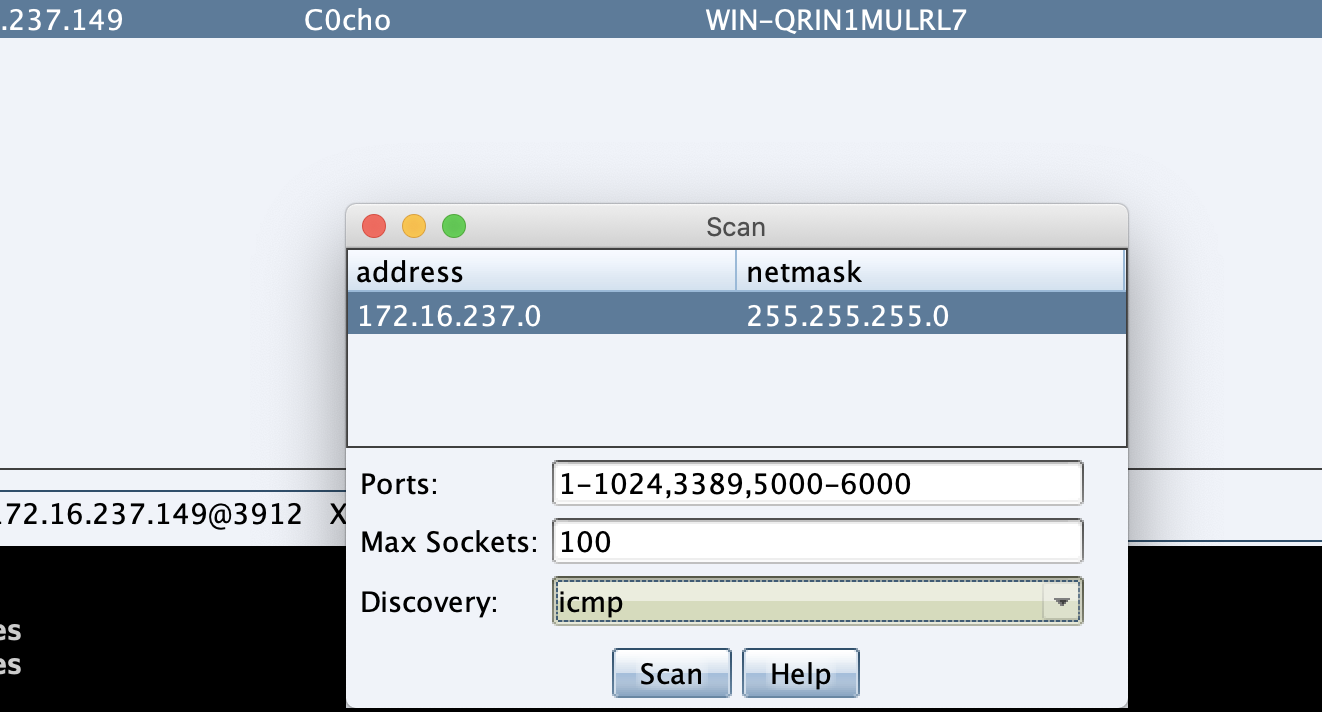 .237.149 C0cho WIN-QRIN1MULRL7
Scan
address netmask
172.16.237.0 255.255.255.0
Ports: 1-1024,3389,5000-6000
72.16.237.149@3912 X
Max Sockets: 100
Discovery: icmp
es
es
Scan Help